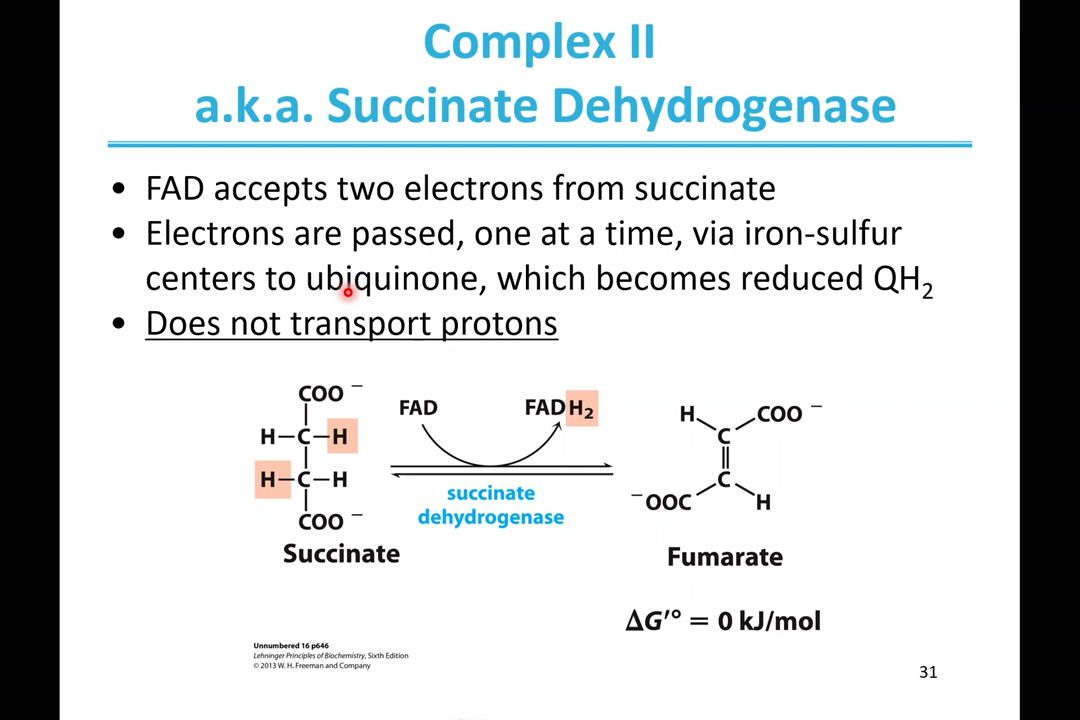 Complex II
a.k.a. Succinate Dehydrogenase
• FAD accepts two electrons from succinate
• Electrons are passed, one at a time, via iron-sulfur
centers to ubiquinone, which becomes reduced QH₂
• Does not transport protons
COO⁻
H–C–H
H–C–H
COO⁻
Succinate
FAD
FADH₂
succinate
dehydrogenase
H
COO⁻
C
C
⁻OOC
H
Fumarate
ΔG′° = 0 kJ/mol
Unnumbered 16 p646
Lehninger Principles of Biochemistry, Sixth Edition
© 2013 W. H. Freeman and Company
31